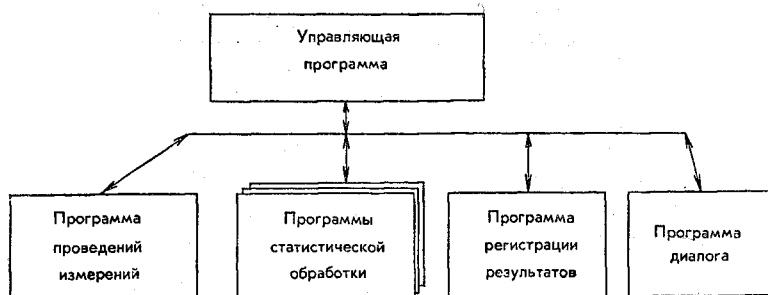 Управляющая
программа
Программа
проведений
измерений
Программы
статистической
обработки
Программа
регистрации
результатов
Программа
диалога